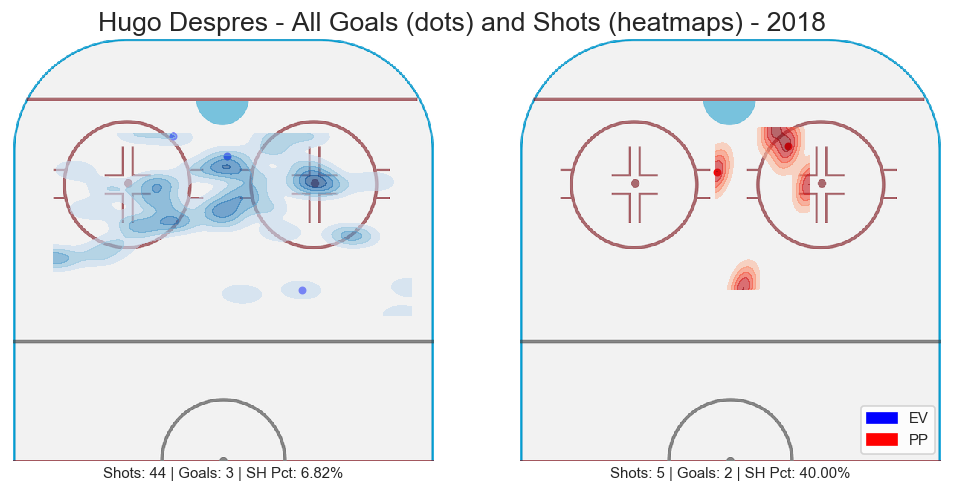 Hugo Despres - All Goals (dots) and Shots (heatmaps) - 2018
EV
PP
Shots: 44 | Goals: 3 | SH Pct: 6.82%
Shots: 5 | Goals: 2 | SH Pct: 40.00%